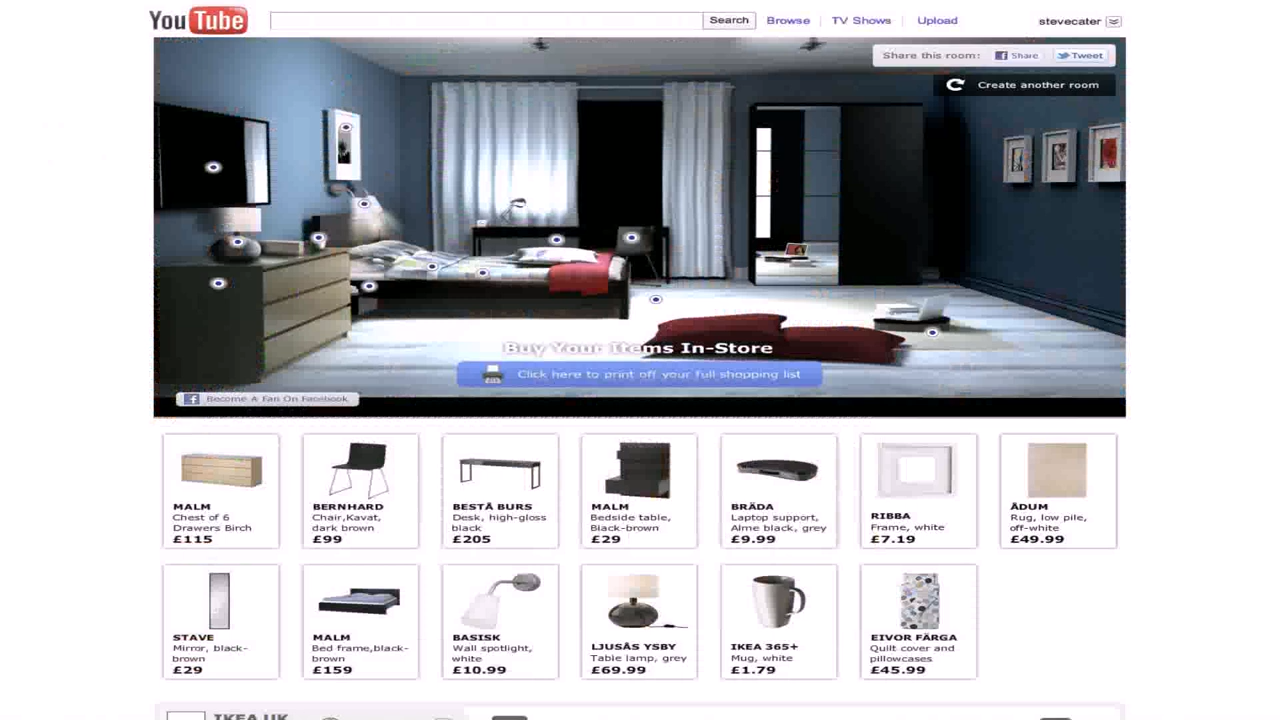 YouTube
Search
Browse
TV Shows
Upload
stevecater
Share this room:
Share
Tweet
Create another room
Buy Your Items In-Store
Click here to print off your full shopping list
Become A Fan On Facebook
MALM
Chest of 6
Drawers Birch
£115
BERNHARD
Chair,Kavat,
dark brown
£99
BESTÅ BURS
Desk, high-gloss
black
£205
MALM
Bedside table,
Black-brown
£29
BRÄDA
Laptop support,
Alme black, grey
£9.99
RIBBA
Frame, white
£7.19
ÅDUM
Rug, low pile,
off-white
£49.99
STAVE
Mirror, black-
brown
£29
MALM
Bed frame,black-
brown
£159
BASISK
Wall spotlight,
white
£10.99
LJUSÅS YSBY
Table lamp, grey
£69.99
IKEA 365+
Mug, white
£1.79
EIVOR FÄRGA
Quilt cover and
pillowcases
£45.99
IKEA UK